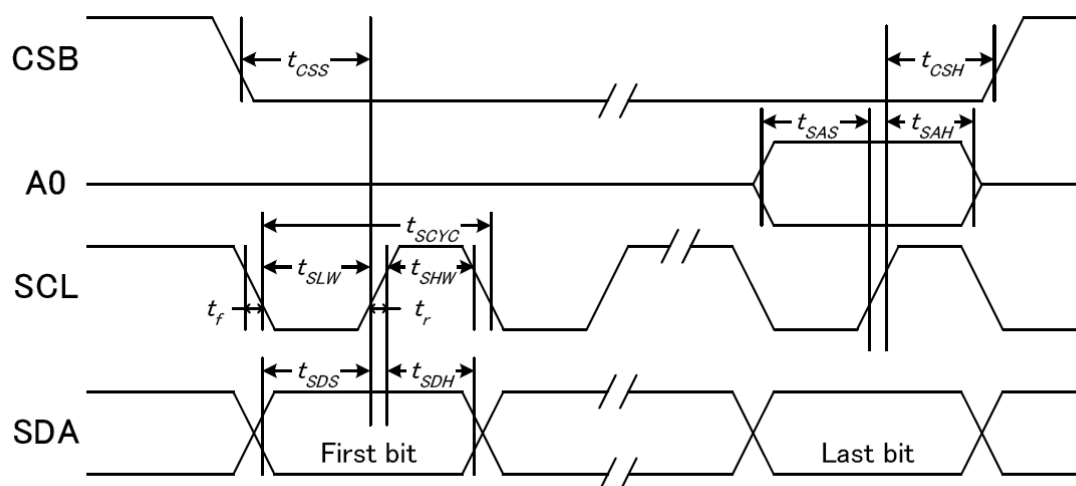 CSB
tCSS
tCSH
tSAS
tSAH
A0
tSCYC
tSLW
tSHW
SCL
tf
tr
tSDS
tSDH
SDA
First bit
Last bit